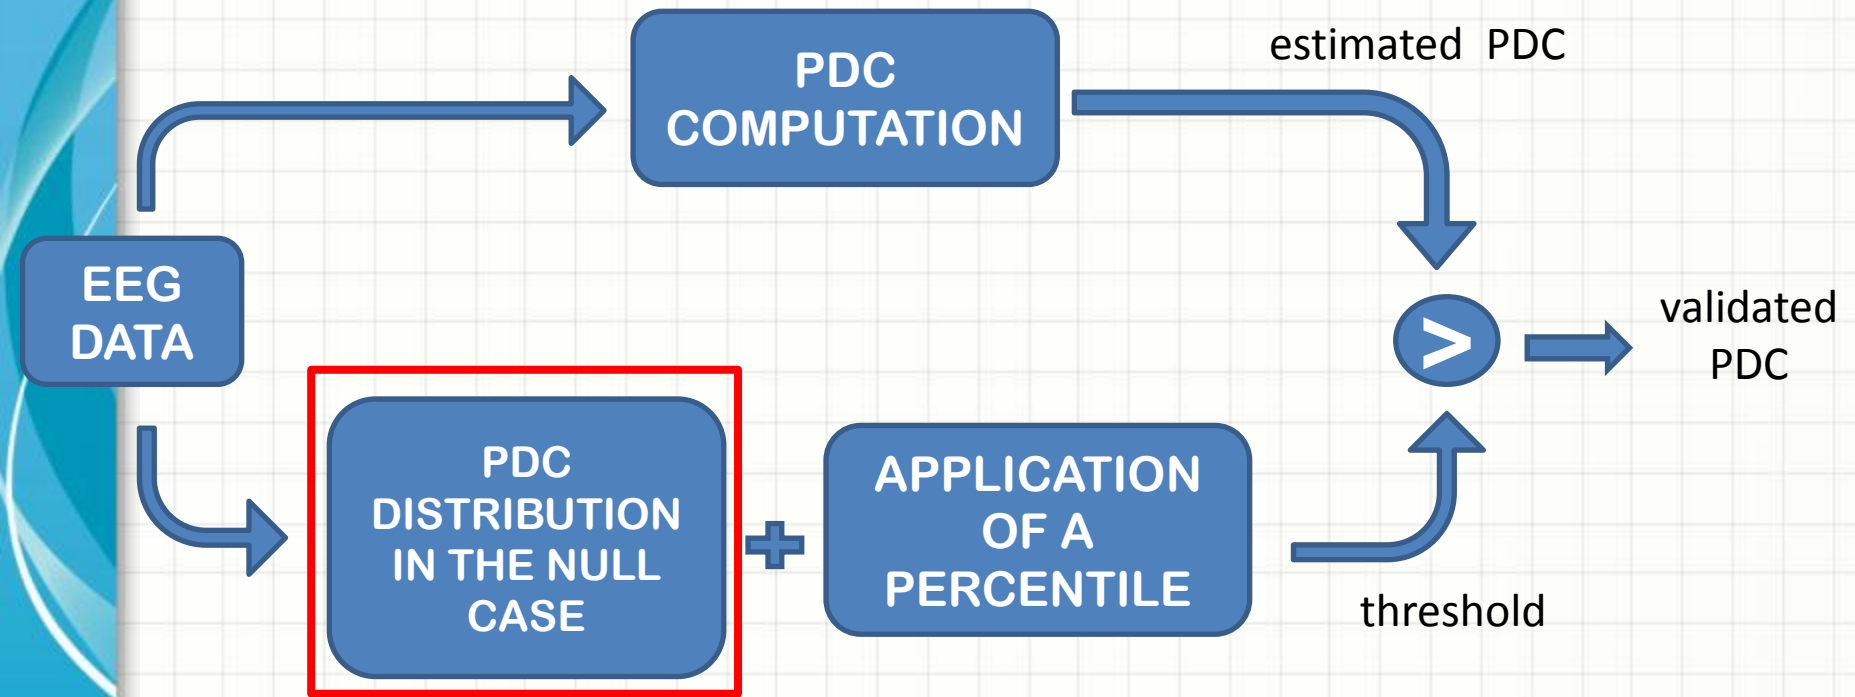 PDC
COMPUTATION
estimated PDC
EEG
DATA
>
validated
PDC
PDC
DISTRIBUTION
IN THE NULL
CASE
APPLICATION
OF A
PERCENTILE
threshold